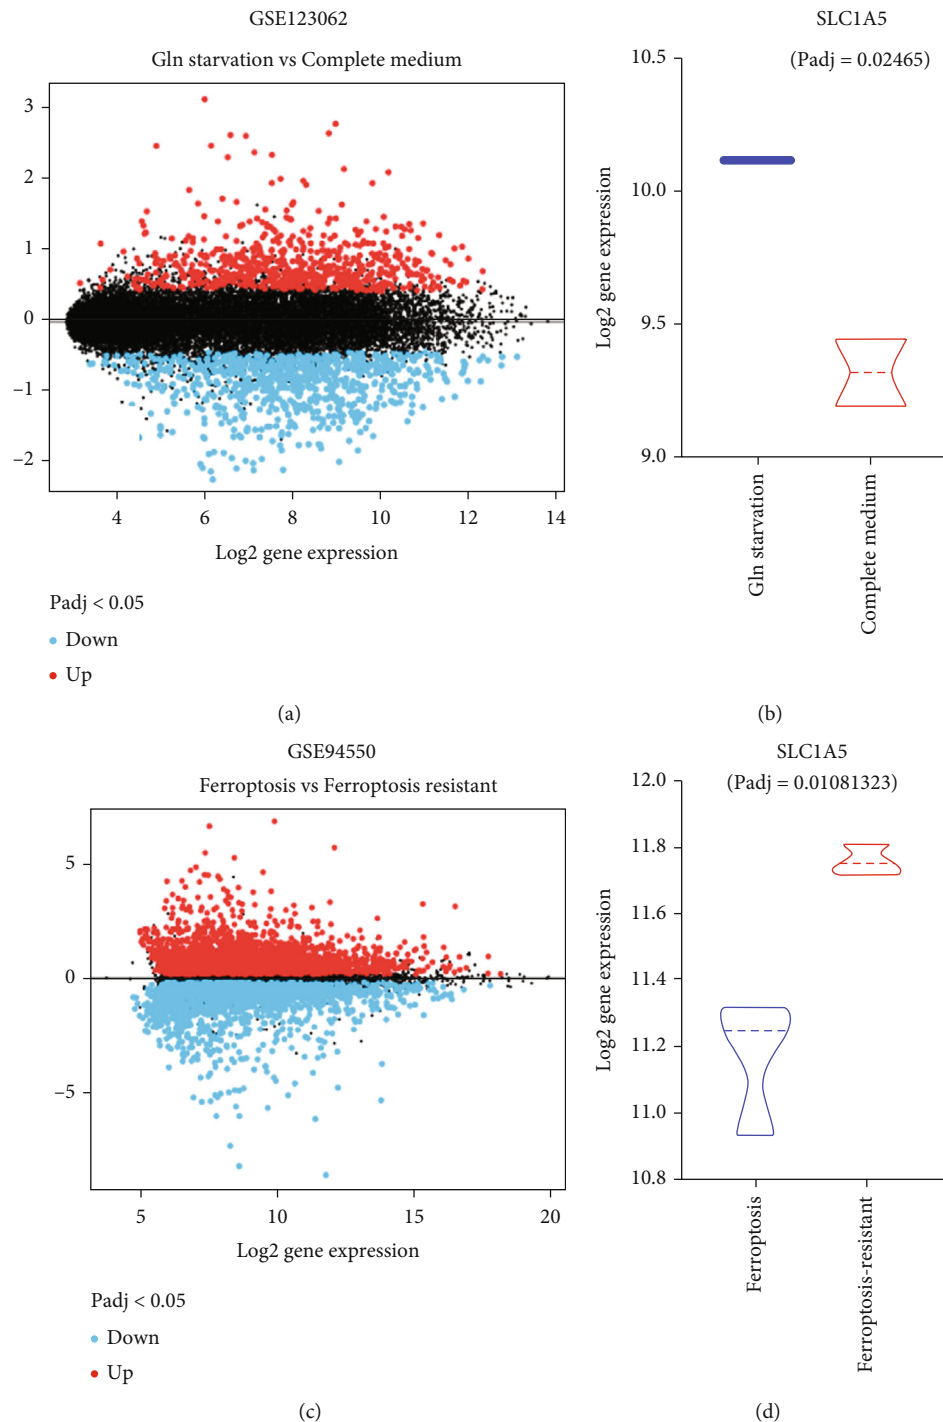 GSE123062
Gln starvation vs Complete medium
3
2
1
0
−1
−2
4 6 8 10 12 14
Log2 gene expression
Padj < 0.05
Down
Up
(a)
SLC1A5
(Padj = 0.02465)
10.5
10.0
9.5
9.0
Log2 gene expression
Gln starvation
Complete medium
(b)
GSE94550
Ferroptosis vs Ferroptosis resistant
5
0
−5
5 10 15 20
Log2 gene expression
Padj < 0.05
Down
Up
(c)
SLC1A5
(Padj = 0.01081323)
12.0
11.8
11.6
11.4
11.2
11.0
10.8
Log2 gene expression
Ferroptosis
Ferroptosis-resistant
(d)